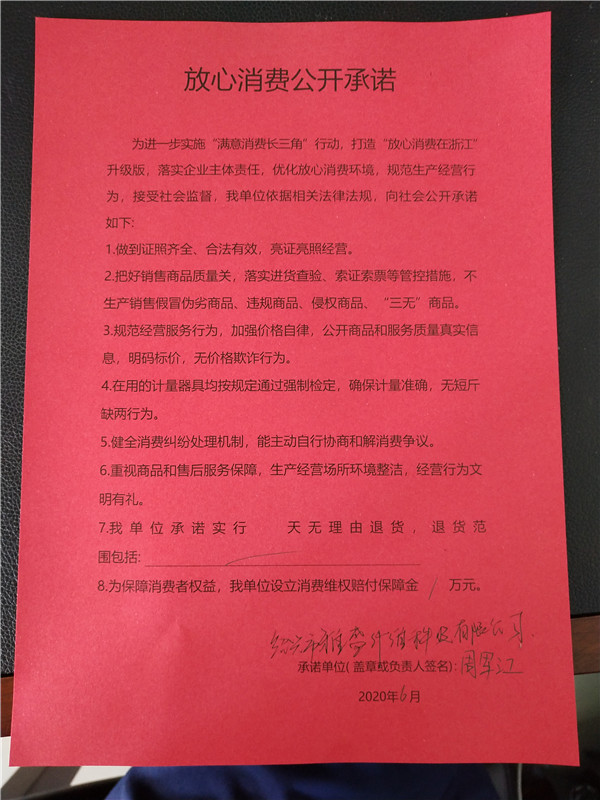 放心消费公开承诺
为进一步实施“满意消费长三角”行动，打造“放心消费在浙江”
升级版，落实企业主体责任，优化放心消费环境，规范生产经营行
为，接受社会监督，我单位依据相关法律法规，向社会公开承诺
如下:
1.做到证照齐全、合法有效，亮证亮照经营。
2.把好销售商品质量关，落实进货查验、索证索票等管控措施，不
生产销售假冒伪劣商品、违规商品、侵权商品、“三无”商品。
3.规范经营服务行为，加强价格自律，公开商品和服务质量真实信
息，明码标价，无价格欺诈行为。
4.在用的计量器具均按规定通过强制检定，确保计量准确，无短斤
缺两行为。
5.健全消费纠纷处理机制，能主动自行协商和解消费争议。
6.重视商品和售后服务保障，生产经营场所环境整洁，经营行为文
明有礼。
7.我单位承诺实行 天无理由退货，退货范
围包括:
8.为保障消费者权益，我单位设立消费维权赔付保障金 万元。
绍兴市 纤维科技有限公司
承诺单位(盖章或负责人签名):周 江
2020年6月